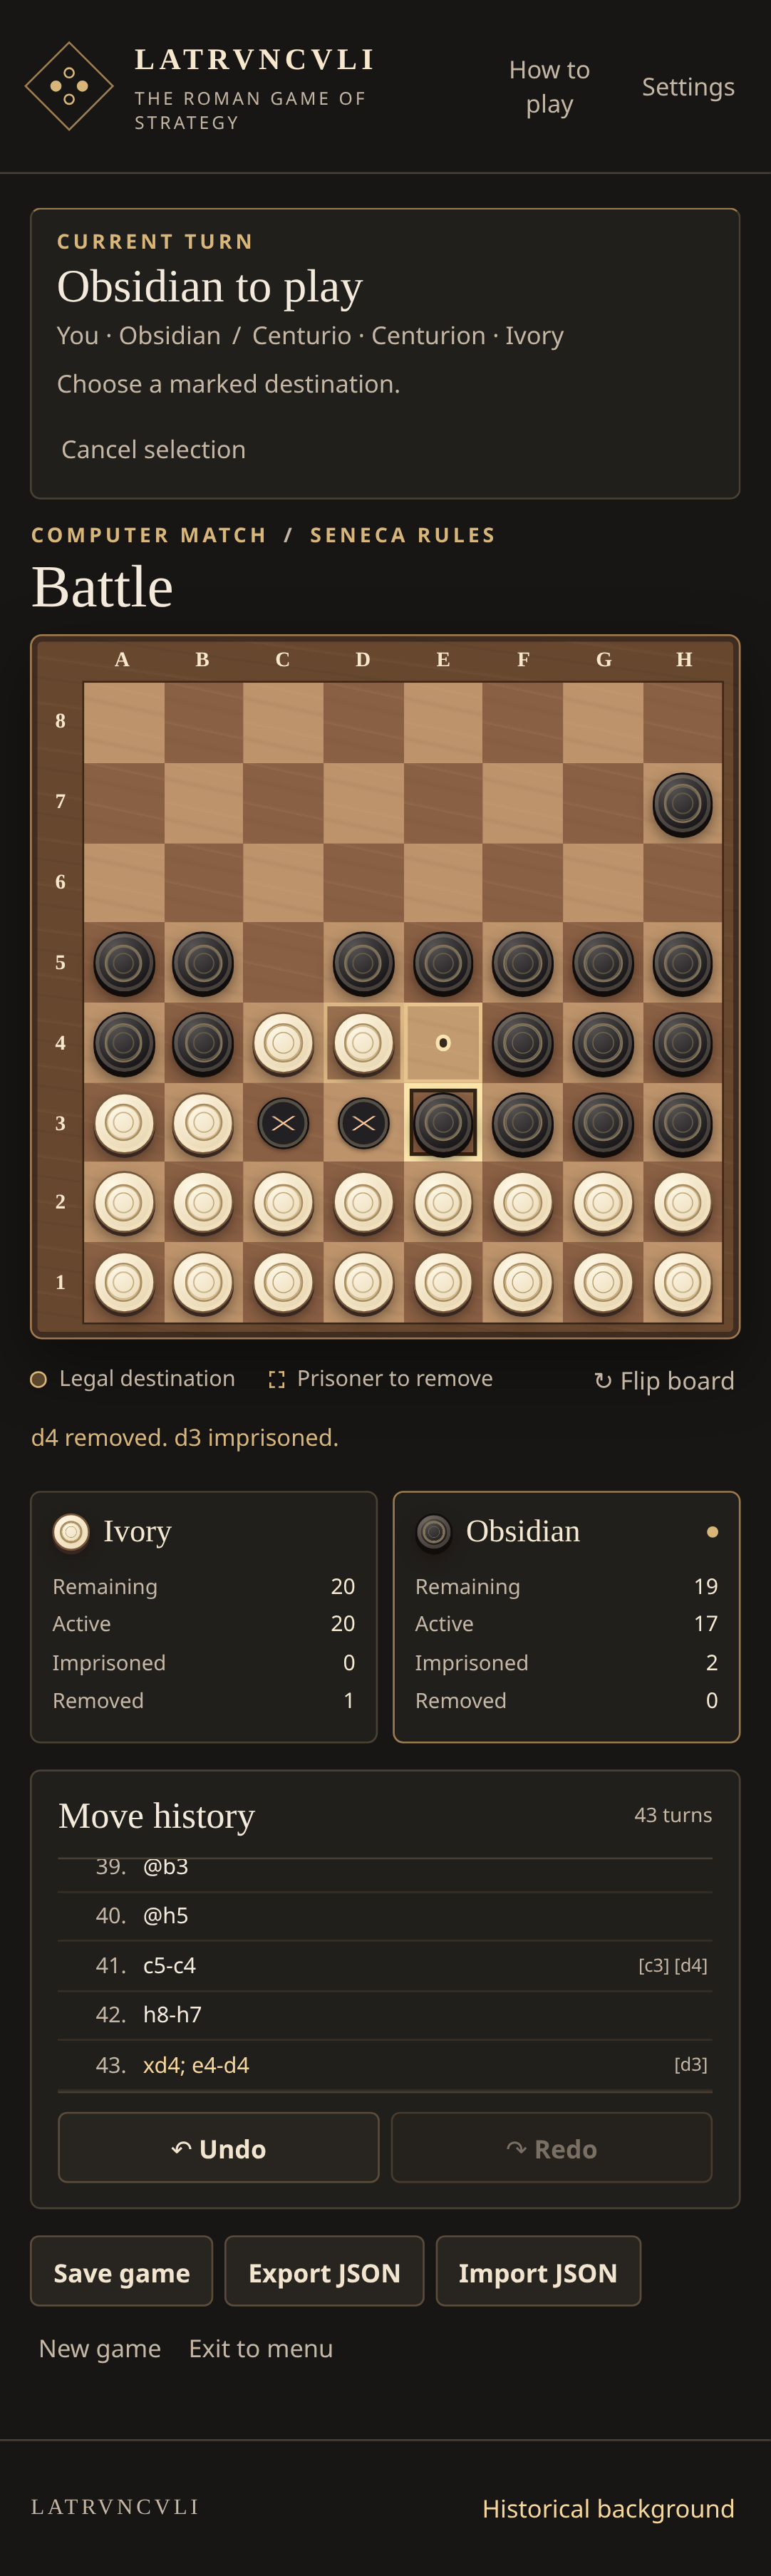 LATRVNCVLI
THE ROMAN GAME OF
STRATEGY
How to
play
Settings
CURRENT TURN
Obsidian to play
You · Obsidian / Centurio · Centurion · Ivory
Choose a marked destination.
Cancel selection
COMPUTER MATCH / SENECA RULES
Battle
A B C D E F G H
8
7
6
5
4
3
2
1
Legal destination
Prisoner to remove
↻ Flip board
d4 removed. d3 imprisoned.
Ivory
Remaining 20
Active 20
Imprisoned 0
Removed 1
Obsidian
Remaining 19
Active 17
Imprisoned 2
Removed 0
Move history
43 turns
39. @b3
40. @h5
41. c5-c4 [c3] [d4]
42. h8-h7
43. xd4; e4-d4 [d3]
↶ Undo
↷ Redo
Save game
Export JSON
Import JSON
New game
Exit to menu
LATRVNCVLI
Historical background